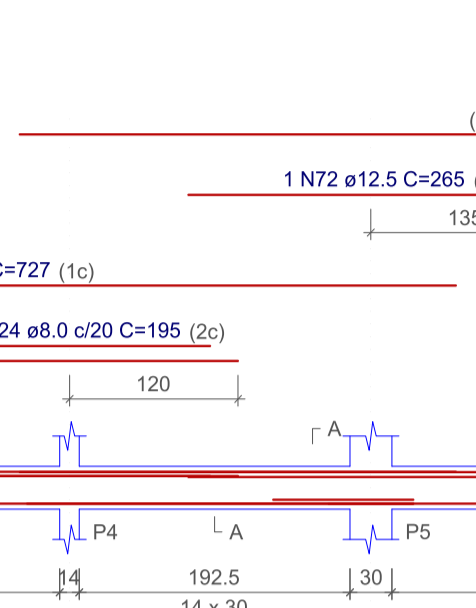 (
1 N72 ø12.5 C=265
135
C=727 (1c)
24 ø8.0 c/20 C=195 (2c)
120
A
P4
A
P5
14
192.5
30
14 x 30